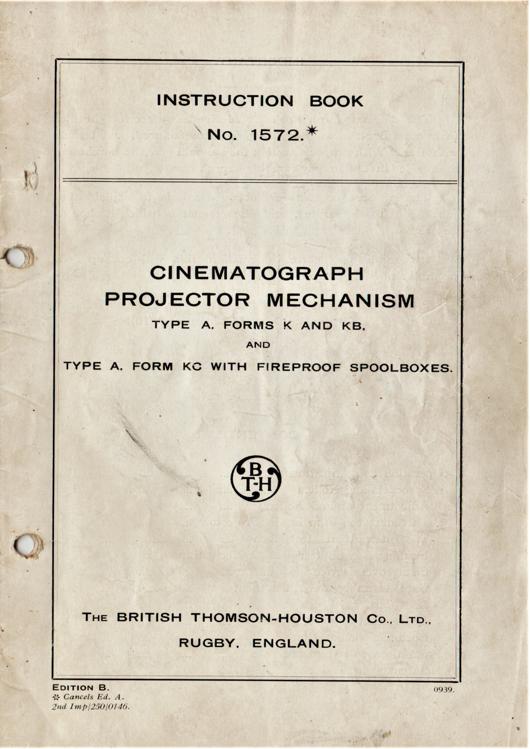 INSTRUCTION BOOK
No. 1572.*
CINEMATOGRAPH
PROJECTOR MECHANISM
TYPE A. FORMS K AND KB,
AND
TYPE A. FORM KC WITH FIREPROOF SPOOLBOXES.
B
T-H
The BRITISH THOMSON-HOUSTON Co., Ltd.,
RUGBY, ENGLAND.
Edition B.
* Cancels Ed. A.
2nd Imp/250/0146.
0939.